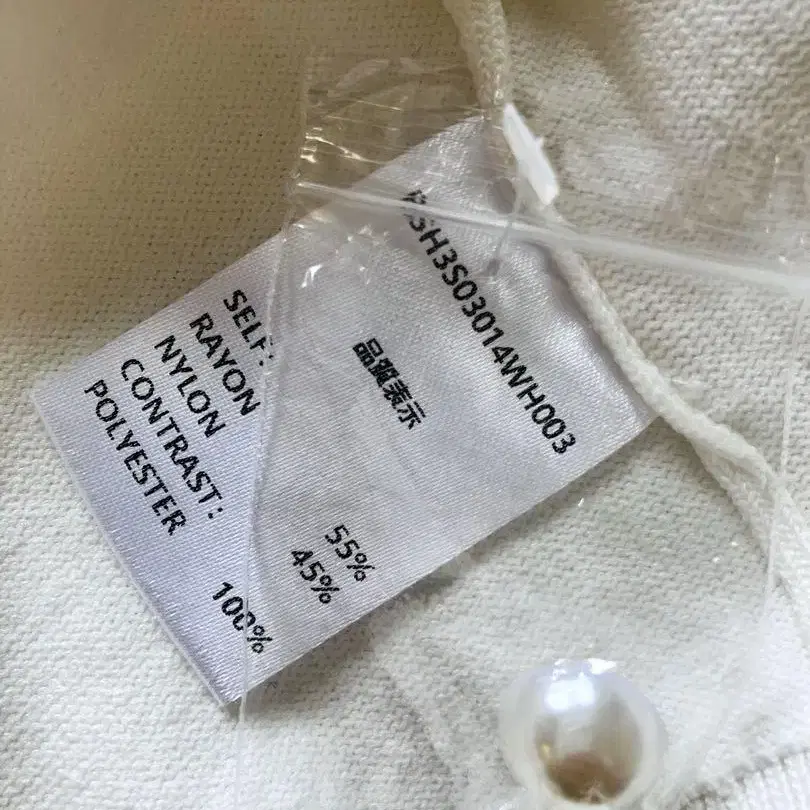 SH3S03014WH003
品質表示
SELF:
RAYON 55%
NYLON 45%
CONTRAST:
POLYESTER 100%